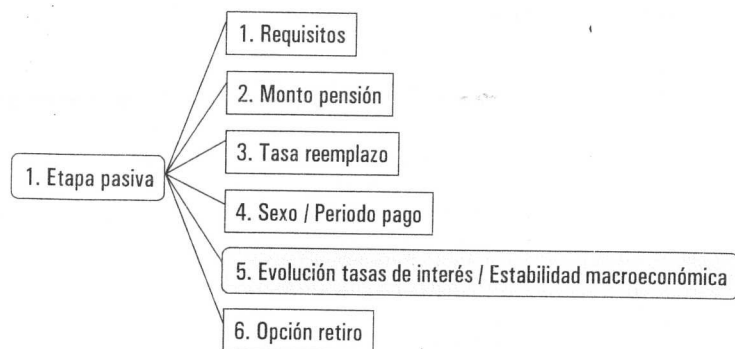 1. Requisitos
2. Monto pensión
3. Tasa reemplazo
1. Etapa pasiva
4. Sexo / Periodo pago
5. Evolución tasas de interés / Estabilidad macroeconómica
6. Opción retiro